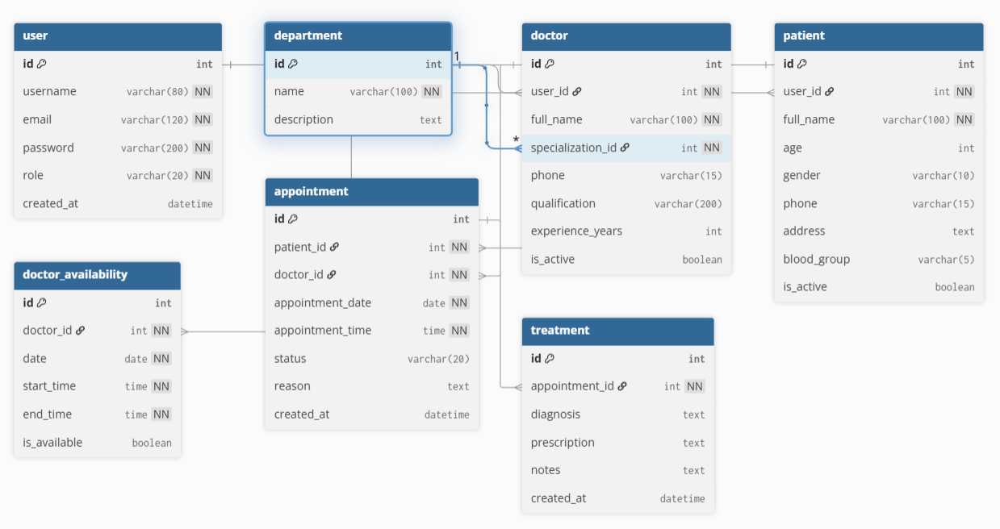 user
id int
username varchar(80) NN
email varchar(120) NN
password varchar(200) NN
role varchar(20) NN
created_at datetime
department
id int
name varchar(100) NN
description text
1
*
doctor
id int
user_id int NN
full_name varchar(100) NN
specialization_id int NN
phone varchar(15)
qualification varchar(200)
experience_years int
is_active boolean
patient
id int
user_id int NN
full_name varchar(100) NN
age int
gender varchar(10)
phone varchar(15)
address text
blood_group varchar(5)
is_active boolean
appointment
id int
patient_id int NN
doctor_id int NN
appointment_date date NN
appointment_time time NN
status varchar(20)
reason text
created_at datetime
doctor_availability
id int
doctor_id int NN
date date NN
start_time time NN
end_time time NN
is_available boolean
treatment
id int
appointment_id int NN
diagnosis text
prescription text
notes text
created_at datetime